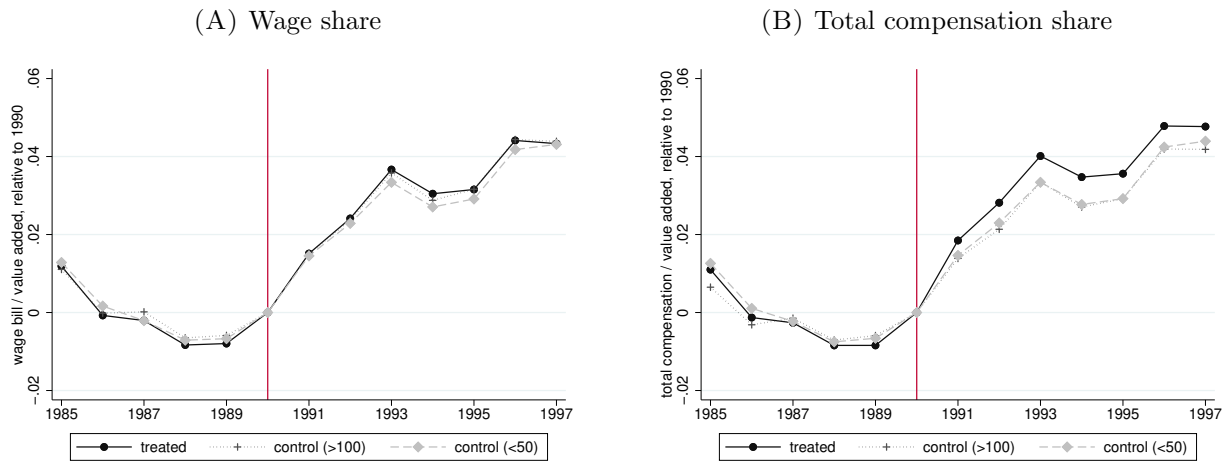 (A) Wage share
wage bill / value added, relative to 1990
.06
.04
.02
0
-.02
1985 1987 1989 1991 1993 1995 1997
treated control (>100) control (<50)
(B) Total compensation share
total compensation / value added, relative to 1990
.06
.04
.02
0
-.02
1985 1987 1989 1991 1993 1995 1997
treated control (>100) control (<50)